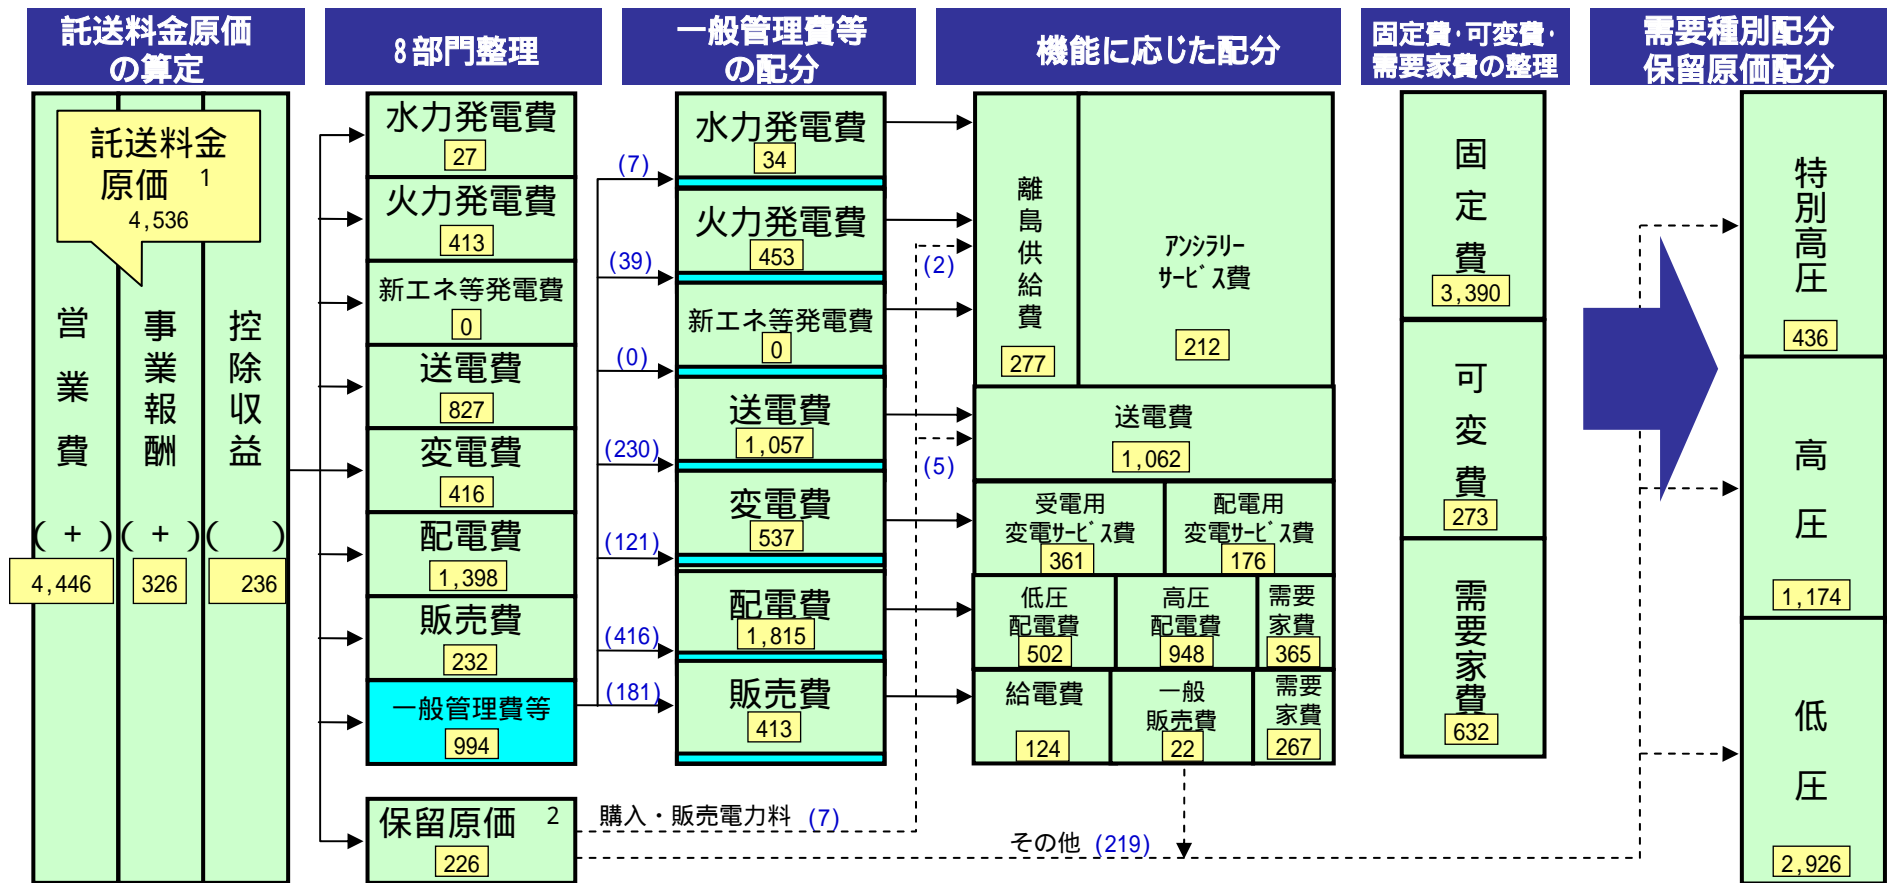 託送料金原価
の算定
8部門整理
一般管理費等
の配分
機能に応じた配分
固定費･可変費･
需要家費の整理
需要種別配分
保留原価配分
託送料金
原価 1
4,536
営業費
(+)
4,446
事業報酬
(+)
326
控除収益
( )
236
水力発電費
27
火力発電費
413
新エネ等発電費
0
送電費
827
変電費
416
配電費
1,398
販売費
232
一般管理費等
994
保留原価 2
226
(7)
(39)
(0)
(230)
(121)
(416)
(181)
水力発電費
34
火力発電費
453
新エネ等発電費
0
送電費
1,057
変電費
537
配電費
1,815
販売費
413
購入・販売電力料 (7)
その他 (219)
(2)
(5)
離島供給費
277
アンシラリー
サービス費
212
送電費
1,062
受電用
変電サービス費
361
配電用
変電サービス費
176
低圧
配電費
502
高圧
配電費
948
需要
家費
365
給電費
124
一般
販売費
22
需要
家費
267
固定費
3,390
可変費
273
需要家費
632
特別高圧
436
高圧
1,174
低圧
2,926